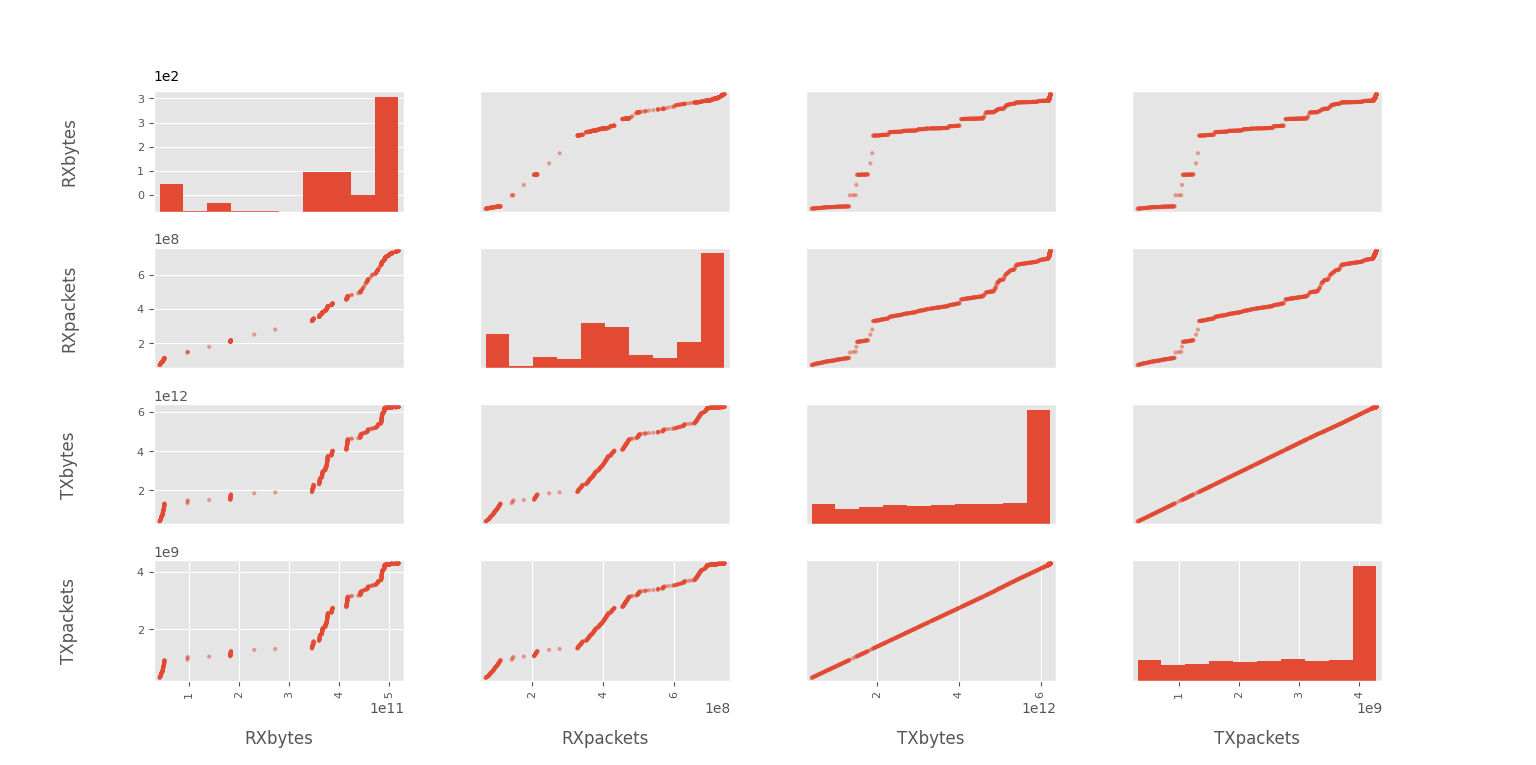 1e2
3
3
RXbytes
1
1
0
1e8
6
RXpackets
4
2
1e12
6
TXbytes
4
2
1e9
4
TXpackets
2
1 2 3 4 5 2 4 6 2 4 6 1 2 3 4
1e11 1e8 1e12 1e9
RXbytes RXpackets TXbytes TXpackets